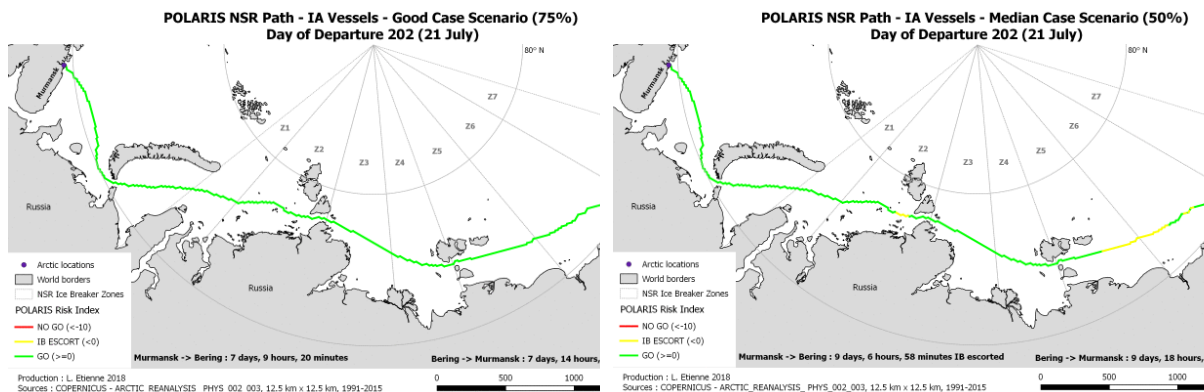 POLARIS NSR Path - IA Vessels - Good Case Scenario (75%)
Day of Departure 202 (21 July)
80° N
Murmansk
Z7
Z1
Z6
Z2
Z5
Z3
Z4
Russia
Russia
Arctic locations
World borders
NSR Ice Breaker Zones
POLARIS Risk Index
NO GO (<-10)
IB ESCORT (<0)
GO (>=0)
Murmansk -> Bering : 7 days, 9 hours, 20 minutes
Bering -> Murmansk : 7 days, 14 hours,
Production : L. Etienne 2018
Sources : COPERNICUS - ARCTIC_REANALYSIS_PHYS_002_003, 12.5 km x 12.5 km, 1991-2015
0 500 1000
POLARIS NSR Path - IA Vessels - Median Case Scenario (50%)
Day of Departure 202 (21 July)
80° N
Murmansk
Z7
Z1
Z6
Z2
Z5
Z3
Z4
Russia
Russia
Arctic locations
World borders
NSR Ice Breaker Zones
POLARIS Risk Index
NO GO (<-10)
IB ESCORT (<0)
GO (>=0)
Murmansk -> Bering : 9 days, 6 hours, 58 minutes IB escorted
Bering -> Murmansk : 9 days, 18 hours
Production : L. Etienne 2018
Sources : COPERNICUS - ARCTIC_REANALYSIS_PHYS_002_003, 12.5 km x 12.5 km, 1991-2015
0 500 1000